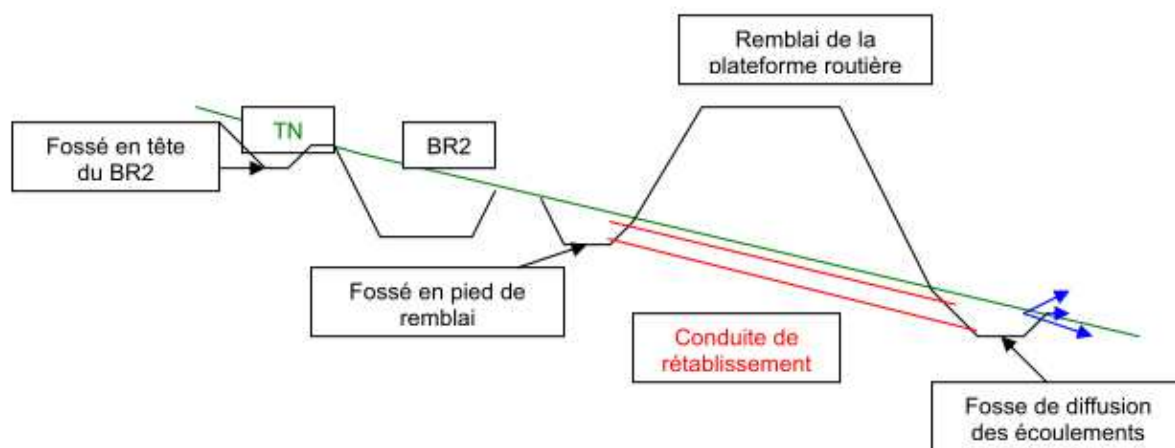 Remblai de la
plateforme routière
TN
BR2
Fossé en tête
du BR2
Fossé en pied de
remblai
Conduite de
rétablissement
Fosse de diffusion
des écoulements